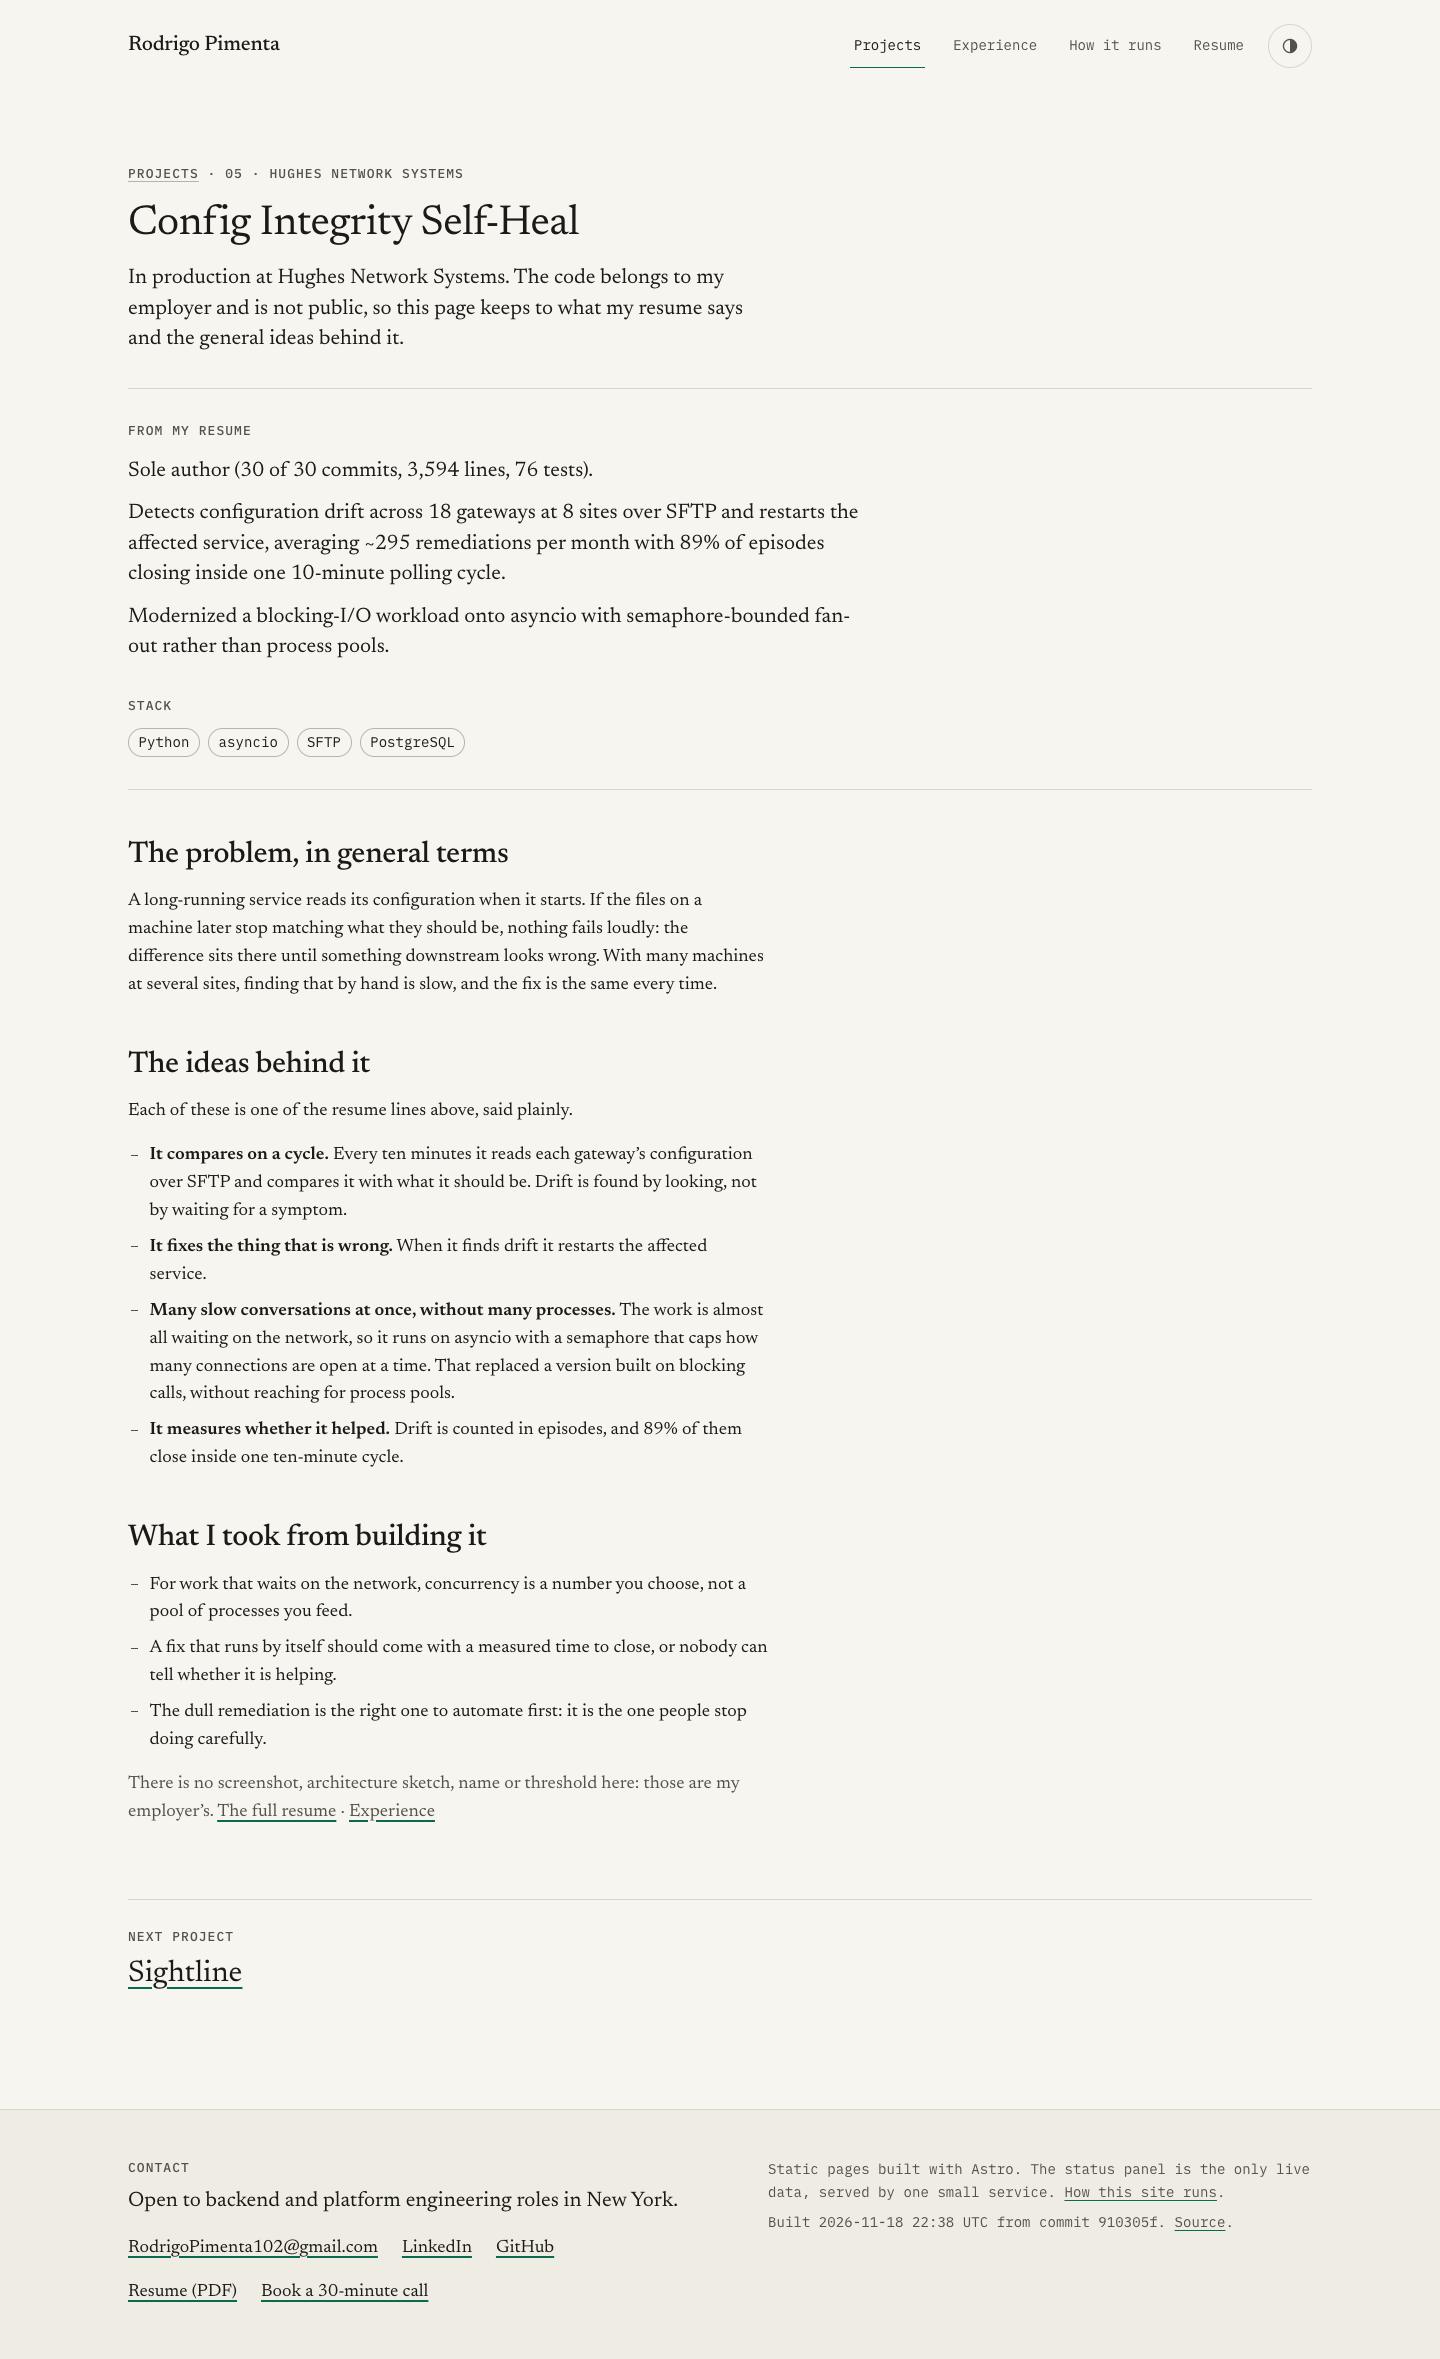 Rodrigo Pimenta
Projects
Experience
How it runs
Resume
PROJECTS · 05 · HUGHES NETWORK SYSTEMS
Config Integrity Self-Heal
In production at Hughes Network Systems. The code belongs to my
employer and is not public, so this page keeps to what my resume says
and the general ideas behind it.
FROM MY RESUME
Sole author (30 of 30 commits, 3,594 lines, 76 tests).
Detects configuration drift across 18 gateways at 8 sites over SFTP and restarts the
affected service, averaging ~295 remediations per month with 89% of episodes
closing inside one 10-minute polling cycle.
Modernized a blocking-I/O workload onto asyncio with semaphore-bounded fan-
out rather than process pools.
STACK
Python
asyncio
SFTP
PostgreSQL
The problem, in general terms
A long-running service reads its configuration when it starts. If the files on a
machine later stop matching what they should be, nothing fails loudly: the
difference sits there until something downstream looks wrong. With many machines
at several sites, finding that by hand is slow, and the fix is the same every time.
The ideas behind it
Each of these is one of the resume lines above, said plainly.
– It compares on a cycle. Every ten minutes it reads each gateway’s configuration
over SFTP and compares it with what it should be. Drift is found by looking, not
by waiting for a symptom.
– It fixes the thing that is wrong. When it finds drift it restarts the affected
service.
– Many slow conversations at once, without many processes. The work is almost
all waiting on the network, so it runs on asyncio with a semaphore that caps how
many connections are open at a time. That replaced a version built on blocking
calls, without reaching for process pools.
– It measures whether it helped. Drift is counted in episodes, and 89% of them
close inside one ten-minute cycle.
What I took from building it
– For work that waits on the network, concurrency is a number you choose, not a
pool of processes you feed.
– A fix that runs by itself should come with a measured time to close, or nobody can
tell whether it is helping.
– The dull remediation is the right one to automate first: it is the one people stop
doing carefully.
There is no screenshot, architecture sketch, name or threshold here: those are my
employer’s. The full resume · Experience
NEXT PROJECT
Sightline
CONTACT
Open to backend and platform engineering roles in New York.
RodrigoPimenta102@gmail.com LinkedIn GitHub
Resume (PDF) Book a 30-minute call
Static pages built with Astro. The status panel is the only live
data, served by one small service. How this site runs.
Built 2026-11-18 22:38 UTC from commit 910305f. Source.